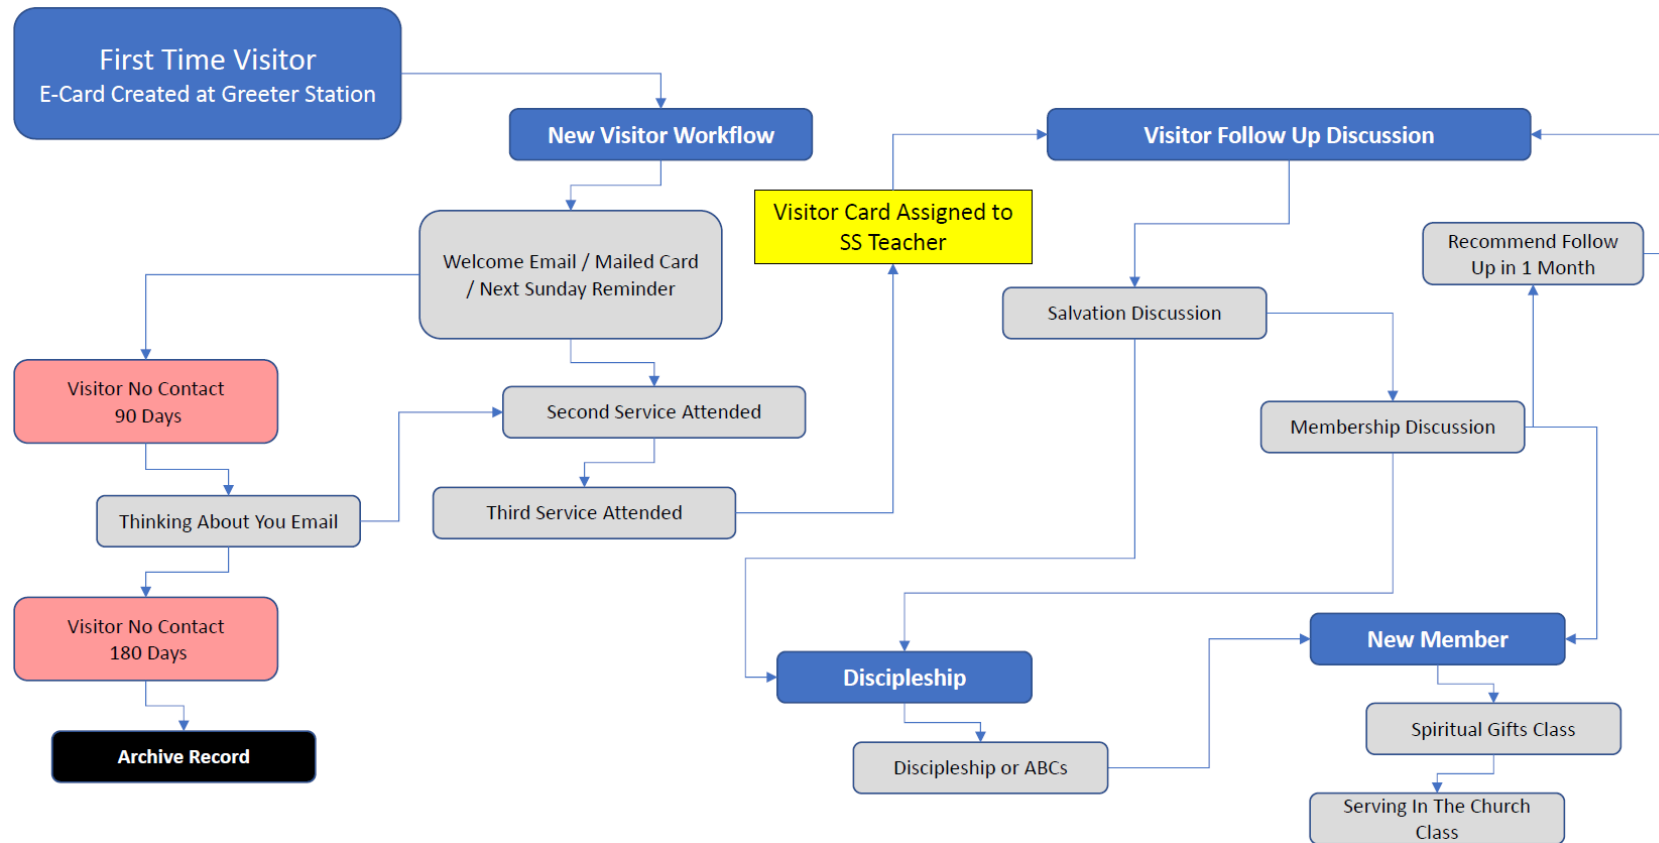 First Time Visitor
E-Card Created at Greeter Station
New Visitor Workflow
Visitor Follow Up Discussion
Visitor Card Assigned to
SS Teacher
Welcome Email / Mailed Card
/ Next Sunday Reminder
Recommend Follow
Up in 1 Month
Salvation Discussion
Visitor No Contact
90 Days
Second Service Attended
Membership Discussion
Thinking About You Email
Third Service Attended
Visitor No Contact
180 Days
New Member
Discipleship
Spiritual Gifts Class
Archive Record
Discipleship or ABCs
Serving In The Church
Class